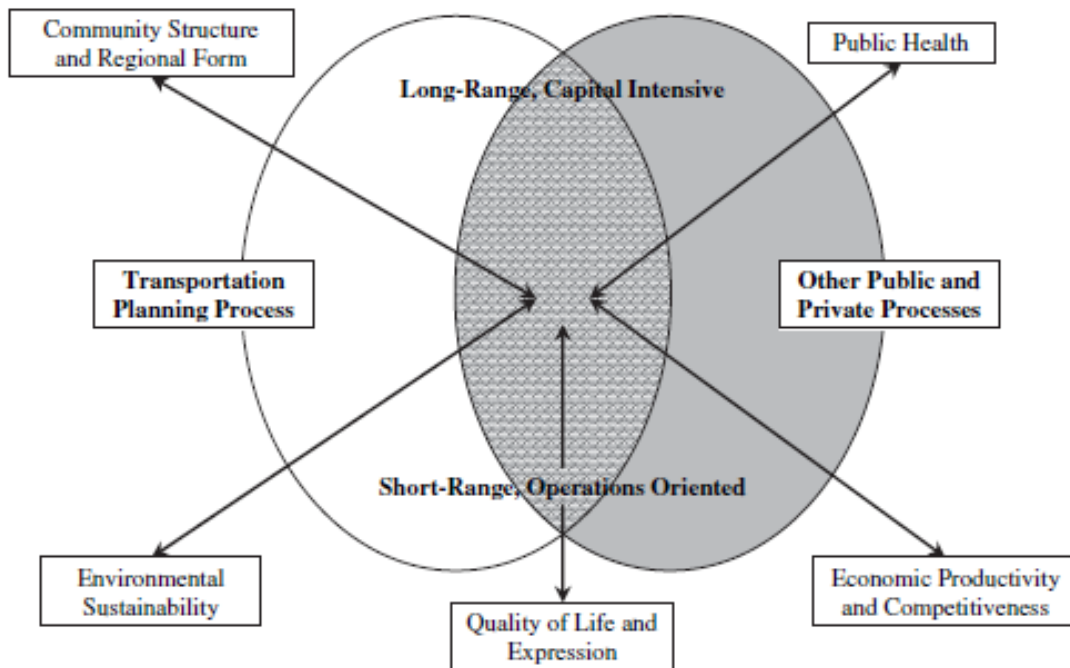 Community Structure
and Regional Form
Public Health
Long-Range, Capital Intensive
Transportation
Planning Process
Other Public and
Private Processes
Short-Range, Operations Oriented
Environmental
Sustainability
Quality of Life and
Expression
Economic Productivity
and Competitiveness